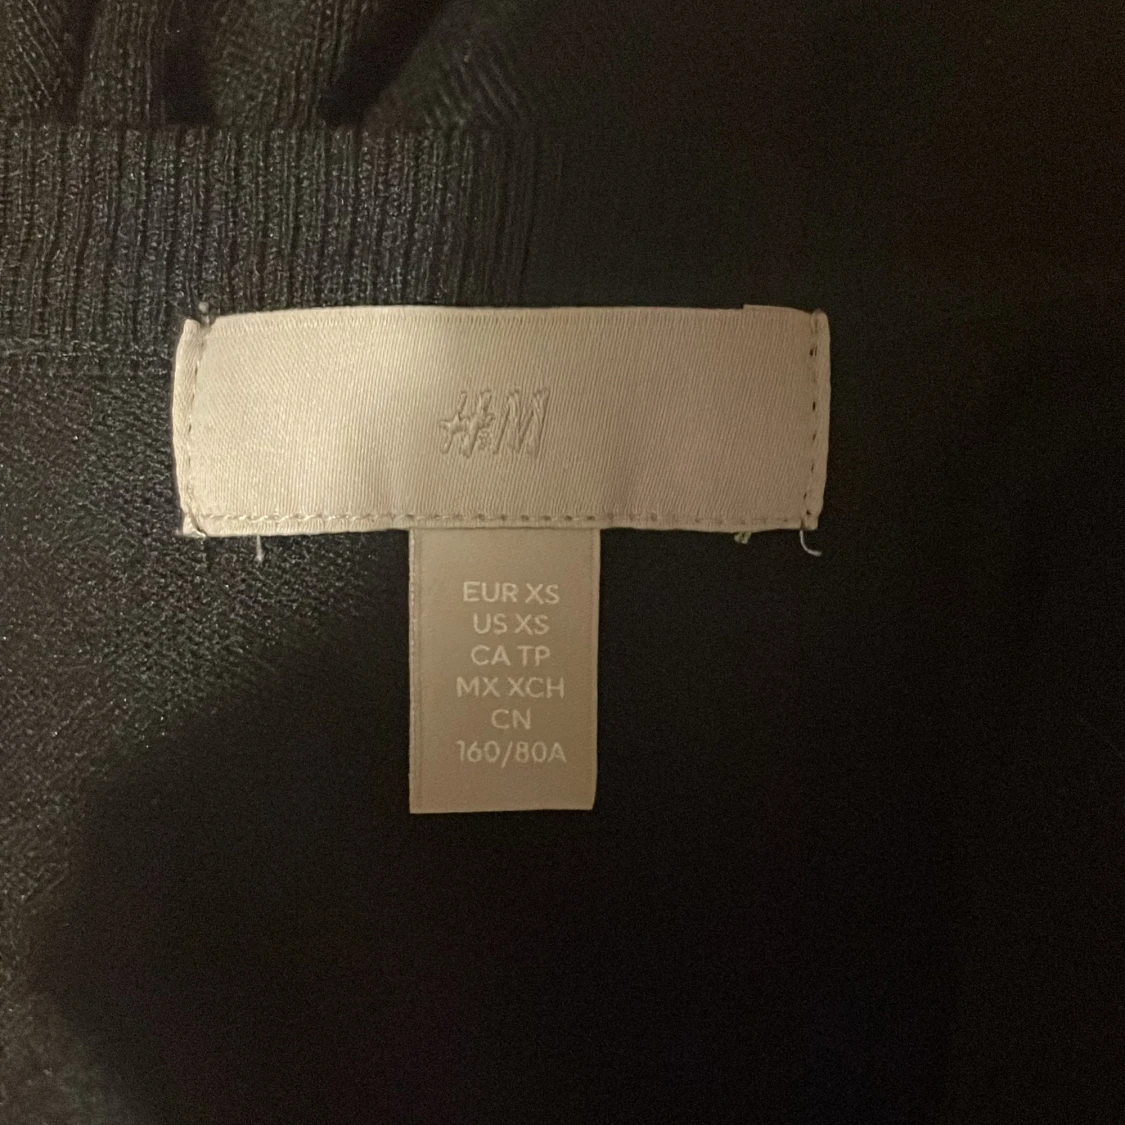 H&M
EUR XS
US XS
CA TP
MX XCH
CN
160/80A